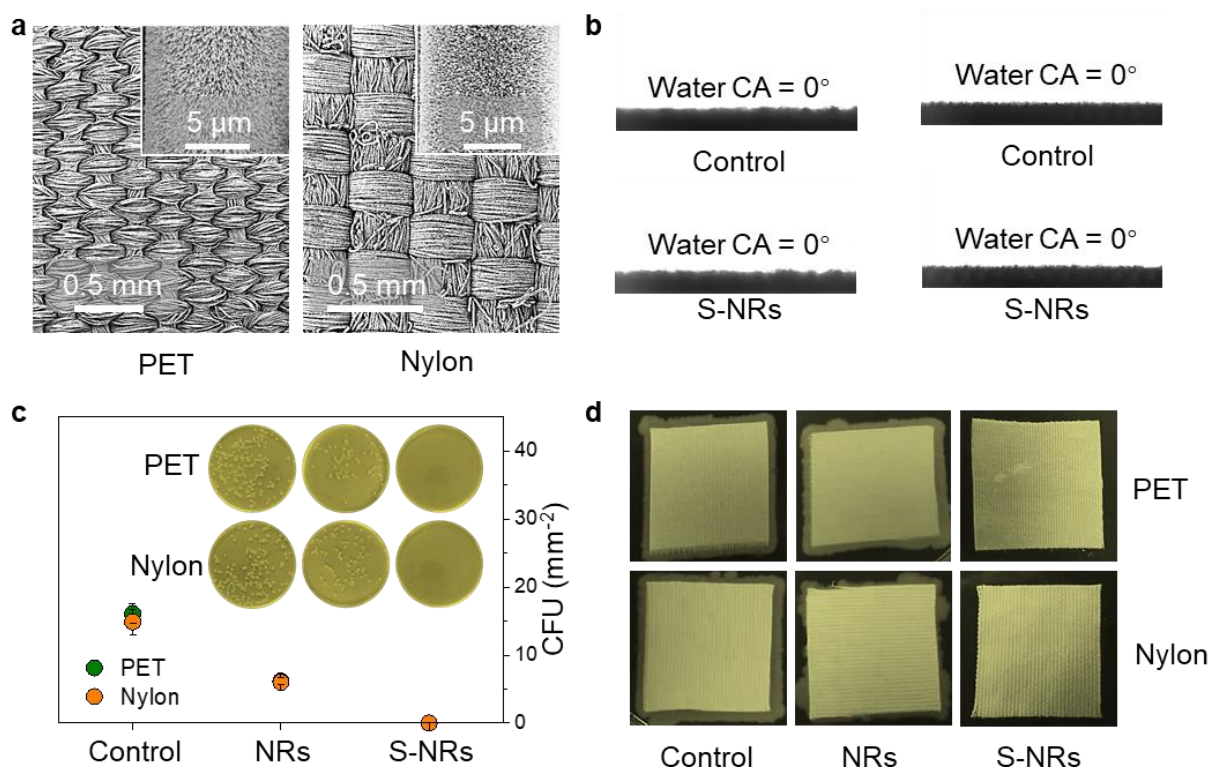 a
5 µm
5 µm
0.5 mm
0.5 mm
PET
Nylon
b
Water CA = 0°
Water CA = 0°
Control
Control
Water CA = 0°
Water CA = 0°
S-NRs
S-NRs
c
PET
Nylon
PET
Nylon
40
30
20
10
0
CFU (mm⁻²)
Control
NRs
S-NRs
d
PET
Nylon
Control
NRs
S-NRs